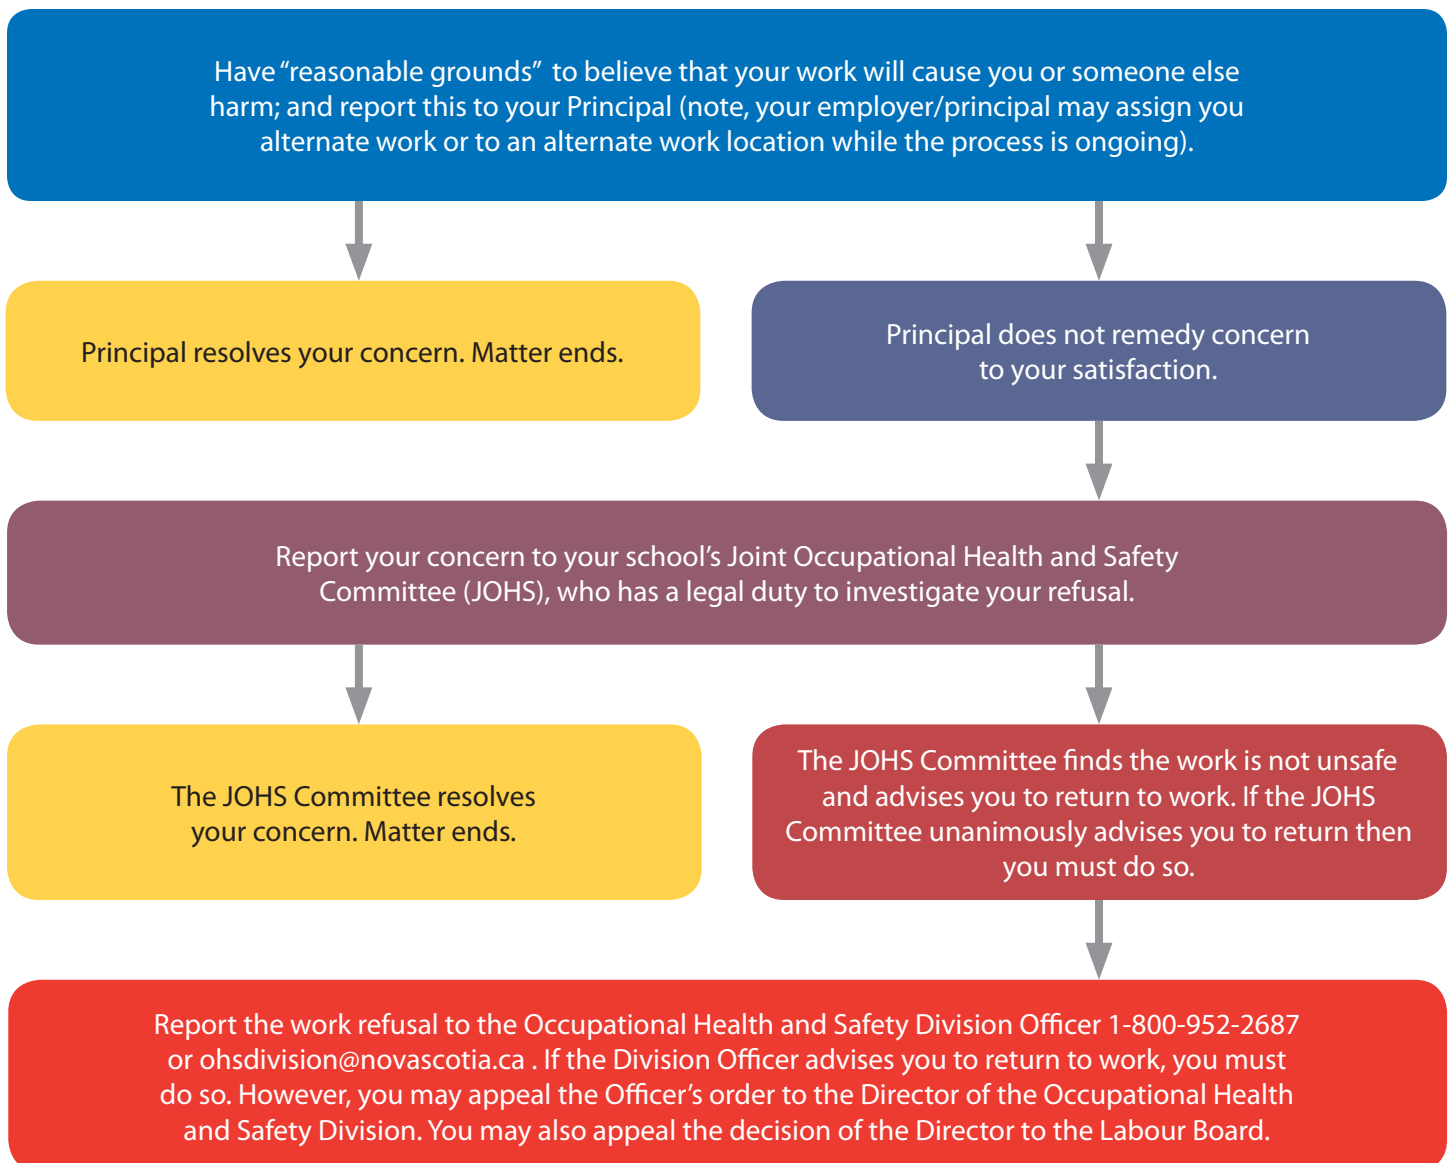 Have “reasonable grounds”  to believe that your work will cause you or someone else
harm; and report this to your Principal (note, your employer/principal may assign you
alternate work or to an alternate work location while the process is ongoing).
Principal resolves your concern. Matter ends.
Principal does not remedy concern
to your satisfaction.
Report your concern to your school’s Joint Occupational Health and Safety
Committee (JOHS), who has a legal duty to investigate your refusal.
The JOHS Committee resolves
your concern. Matter ends.
The JOHS Committee finds the work is not unsafe
and advises you to return to work. If the JOHS
Committee unanimously advises you to return then
you must do so.
Report the work refusal to the Occupational Health and Safety Division Officer 1-800-952-2687
or ohsdivision@novascotia.ca . If the Division Officer advises you to return to work, you must
do so. However, you may appeal the Officer’s order to the Director of the Occupational Health
and Safety Division. You may also appeal the decision of the Director to the Labour Board.